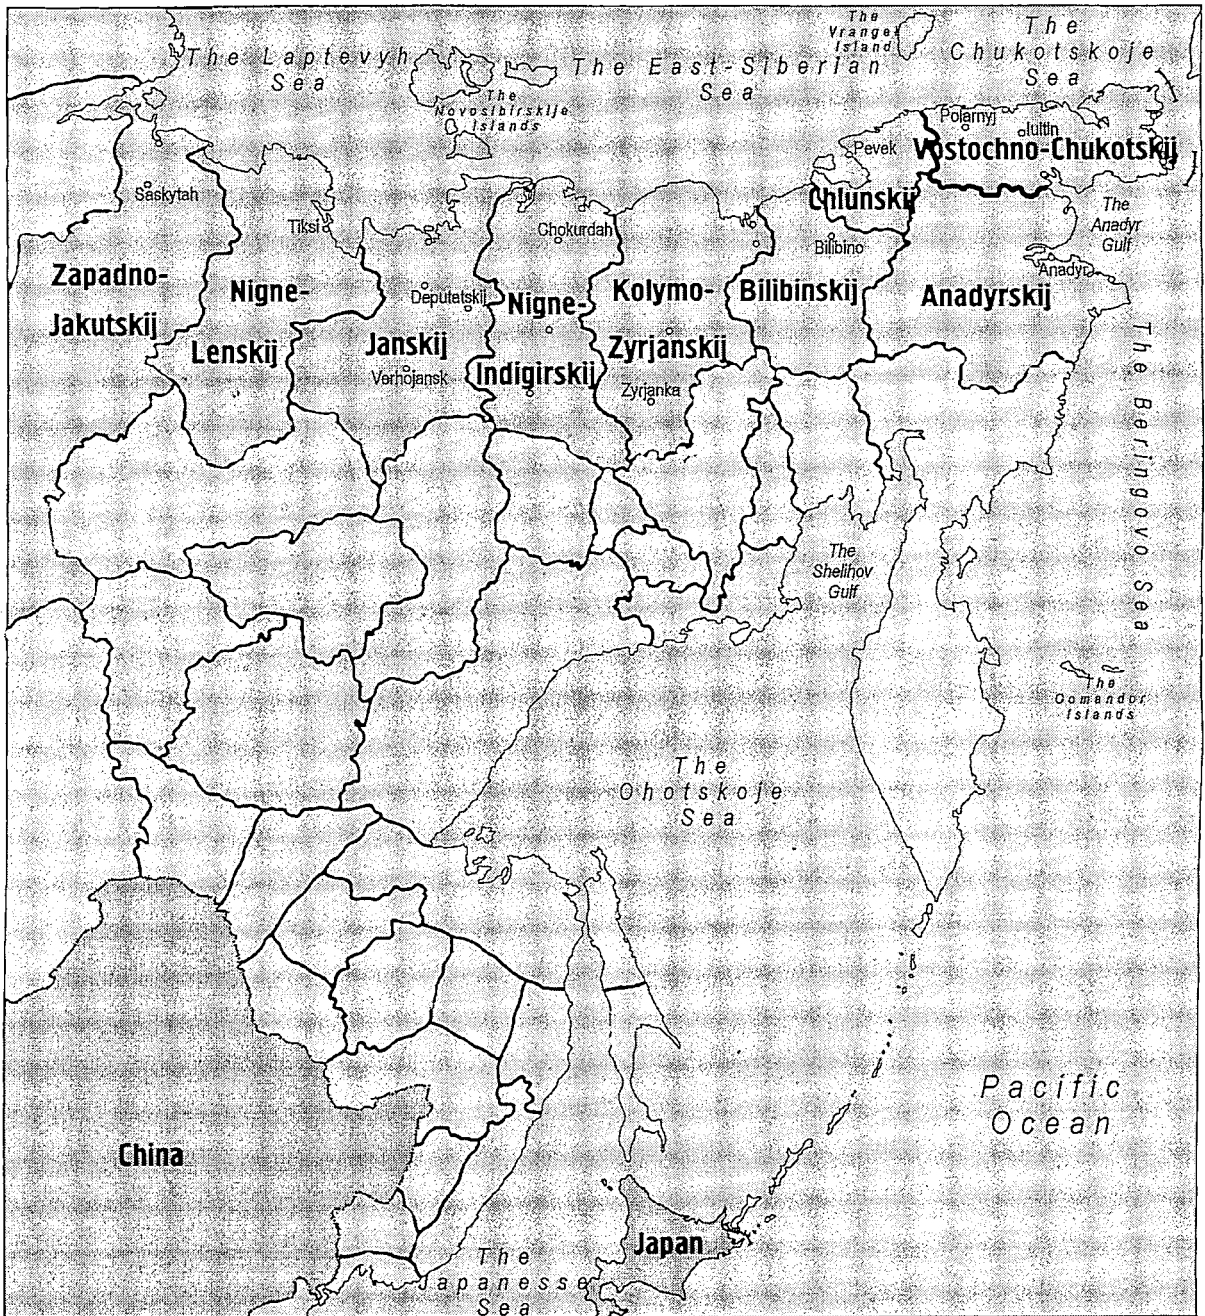 The Laptevyh
Sea
The
Novosibirskije
Islands
The East-Siberian
Sea
The
Vrangel
Island
The
Chukotskoje
Sea
Polarnyj
Iultin
Pevek
Vostochno-Chukotskij
Saskytah
Chiunskij
The
Anadyr
Gulf
Tiksi
Chokurdah
Bilibino
Anadyr
Zapadno-
Jakutskij
Nigne-
Lenskij
Deputatskij
Janskij
Verhojansk
Nigne-
Indigirskij
Kolymo-
Zyrjanskij
Zyrjanka
Bilibinskij
Anadyrskij
The Beringovo Sea
The
Shelihov
Gulf
The
Comandor
Islands
The
Ohotskoje
Sea
Pacific
Ocean
China
Japan
The
Japanesse
Sea